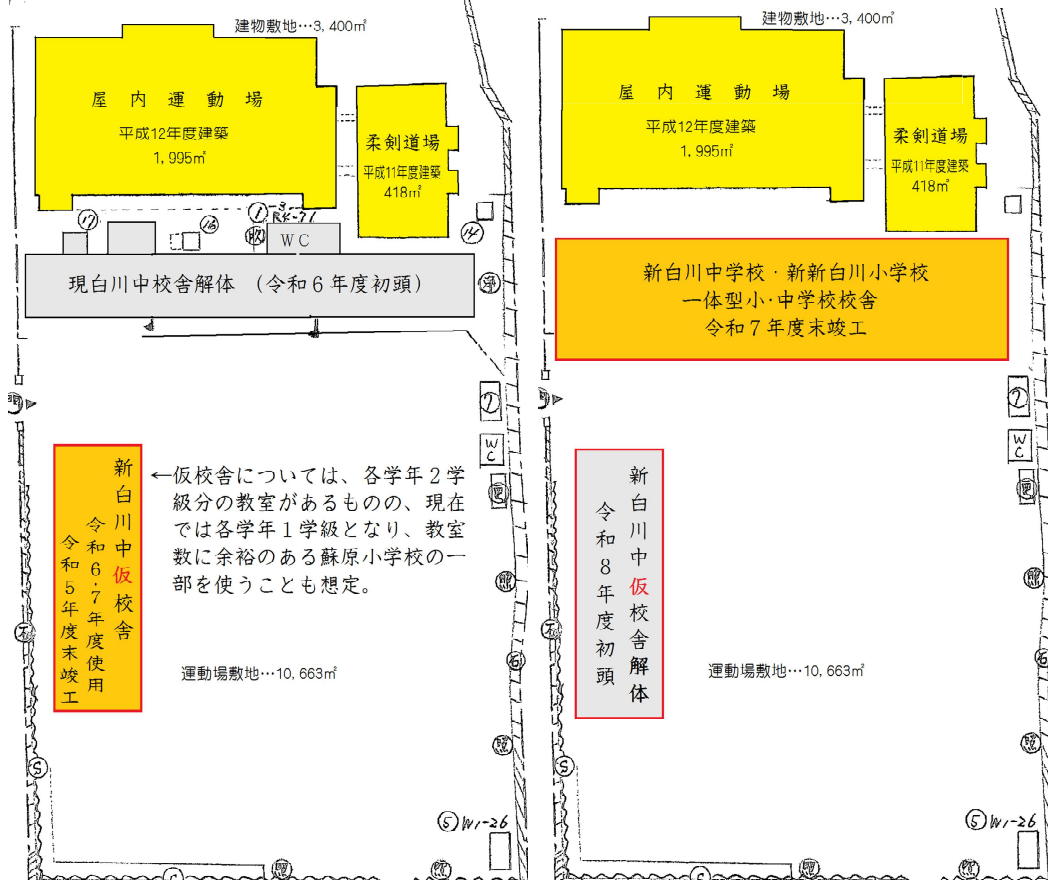 建物敷地…3,400㎡
屋内運動場
平成12年度建築
1,995㎡
柔剣道場
平成11年度建築
418㎡
⑰
⑯
①-3
RK-71
WC
⑭
現白川中校舎解体 (令和6年度初頭)
WC
新白川中仮校舎
令和6・7年度使用
令和5年度末竣工
←仮校舎については、各学年2学
級分の教室があるものの、現在
では各学年1学級となり、教室
数に余裕のある蘇原小学校の一
部を使うことも想定。
運動場敷地…10,663㎡
⑤W1-26
建物敷地…3,400㎡
屋内運動場
平成12年度建築
1,995㎡
柔剣道場
平成11年度建築
418㎡
新白川中学校・新新白川小学校
一体型小・中学校校舎
令和7年度末竣工
WC
新白川中仮校舎解体
令和8年度初頭
運動場敷地…10,663㎡
⑤W1-26